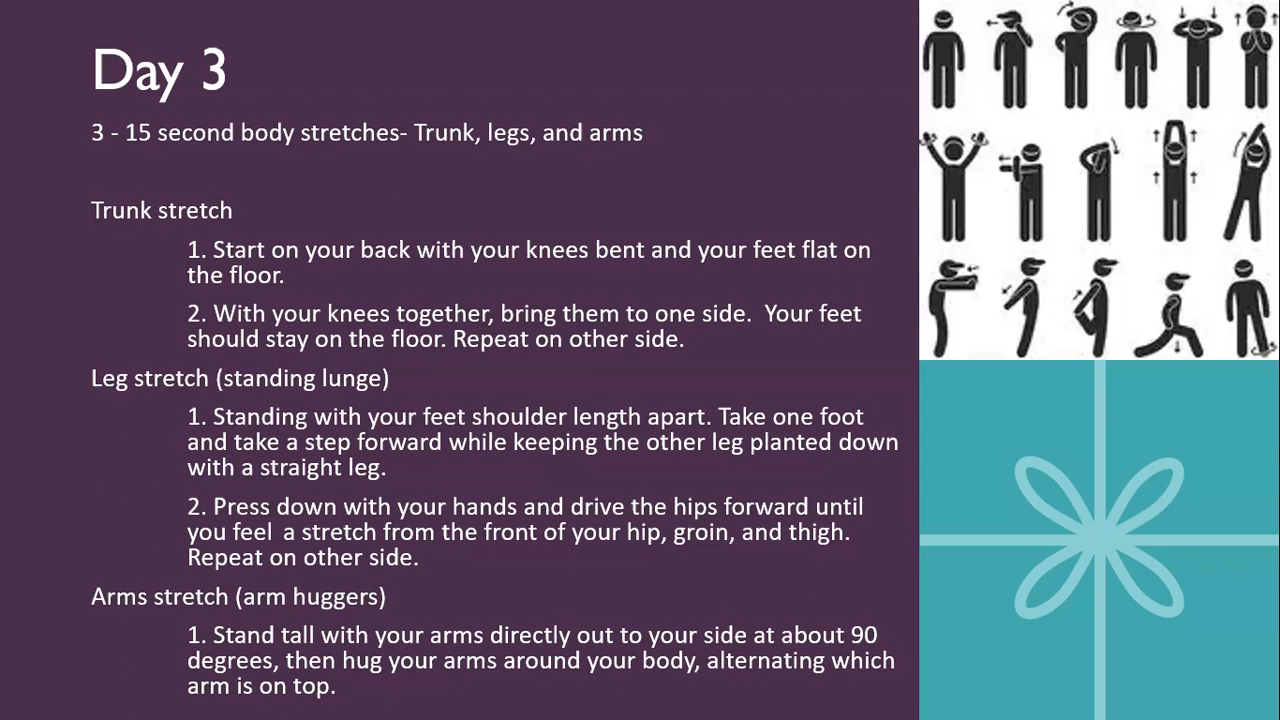 Day 3
3 - 15 second body stretches- Trunk, legs, and arms
Trunk stretch
1. Start on your back with your knees bent and your feet flat on
the floor.
2. With your knees together, bring them to one side.  Your feet
should stay on the floor. Repeat on other side.
Leg stretch (standing lunge)
1. Standing with your feet shoulder length apart. Take one foot
and take a step forward while keeping the other leg planted down
with a straight leg.
2. Press down with your hands and drive the hips forward until
you feel  a stretch from the front of your hip, groin, and thigh.
Repeat on other side.
Arms stretch (arm huggers)
1. Stand tall with your arms directly out to your side at about 90
degrees, then hug your arms around your body, alternating which
arm is on top.